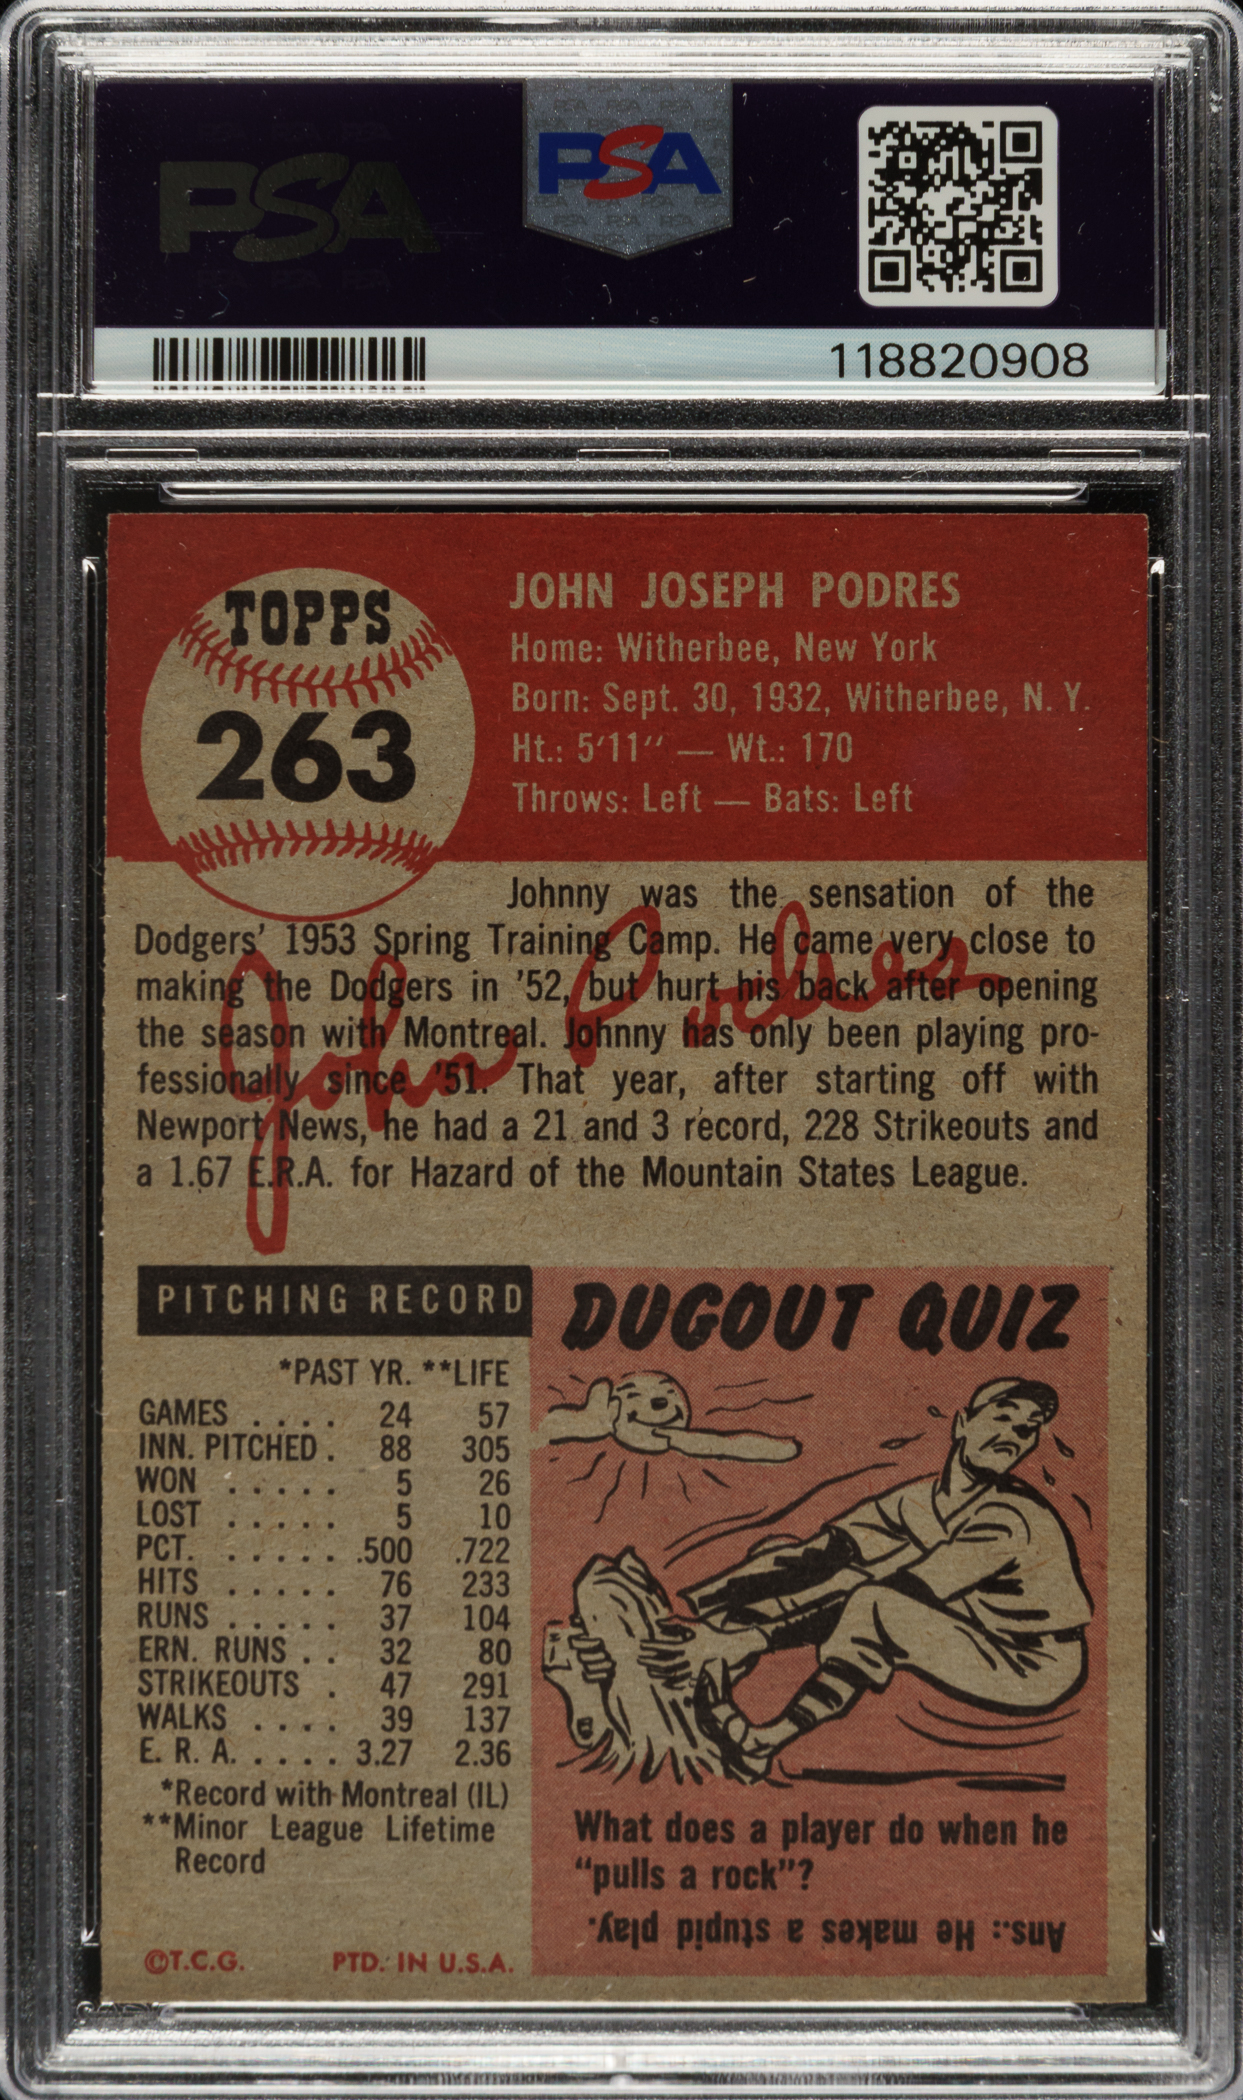 PSA
PSA
118820908
TOPPS
263
JOHN JOSEPH PODRES
Home: Witherbee, New York
Born: Sept. 30, 1932, Witherbee, N. Y.
Ht.: 5'11" — Wt.: 170
Throws: Left — Bats: Left
Johnny was the sensation of the
Dodgers' 1953 Spring Training Camp. He came very close to
making the Dodgers in '52, but hurt his back after opening
the season with Montreal. Johnny has only been playing pro-
fessionally since '51. That year, after starting off with
Newport News, he had a 21 and 3 record, 228 Strikeouts and
a 1.67 E.R.A. for Hazard of the Mountain States League.
John Podres
PITCHING RECORD
*PAST YR. **LIFE
GAMES . . . . 24 57
INN. PITCHED . 88 305
WON . . . . . 5 26
LOST . . . . . 5 10
PCT. . . . . . .500 .722
HITS . . . . . 76 233
RUNS . . . . . 37 104
ERN. RUNS . . 32 80
STRIKEOUTS . 47 291
WALKS . . . . 39 137
E. R. A. . . . . 3.27 2.36
*Record with Montreal (IL)
**Minor League Lifetime
Record
©T.C.G. PTD. IN U.S.A.
DUGOUT QUIZ
What does a player do when he
"pulls a rock"?
Ans.: He makes a stupid play.